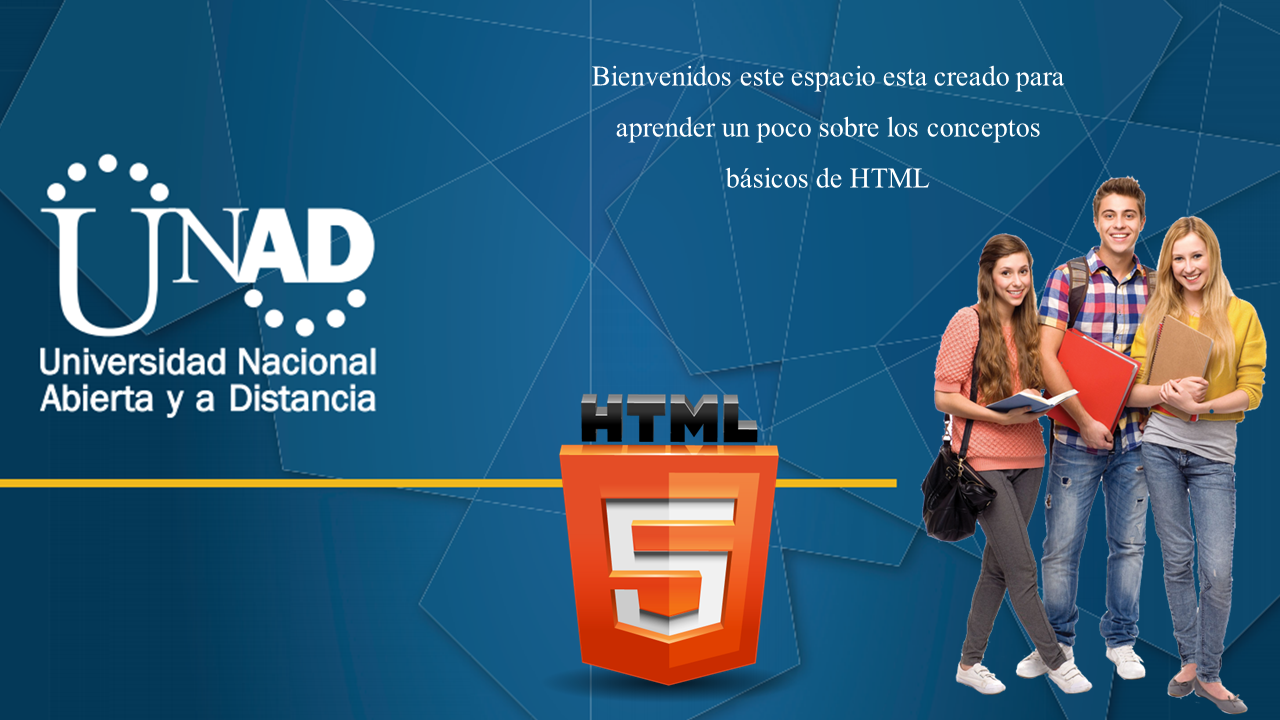 Bienvenidos este espacio esta creado para
aprender un poco sobre los conceptos
básicos de HTML
UNAD
Universidad Nacional
Abierta y a Distancia
HTML
5